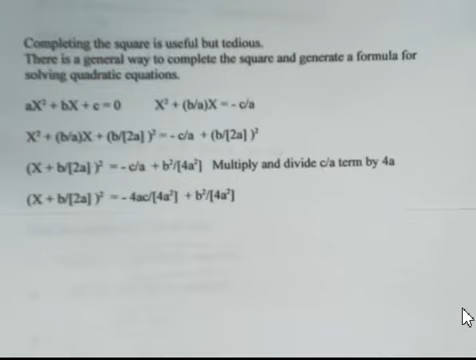 Completing the square is useful but tedious.
There is a general way to complete the square and generate a formula for
solving quadratic equations.
aX² + bX + c = 0 X² + (b/a)X = - c/a
X² + (b/a)X + (b/[2a] )² = - c/a + (b/[2a] )²
(X + b/[2a] )² = - c/a + b²/[4a²] Multiply and divide c/a term by 4a
(X + b/[2a] )² = - 4ac/[4a²] + b²/[4a²]